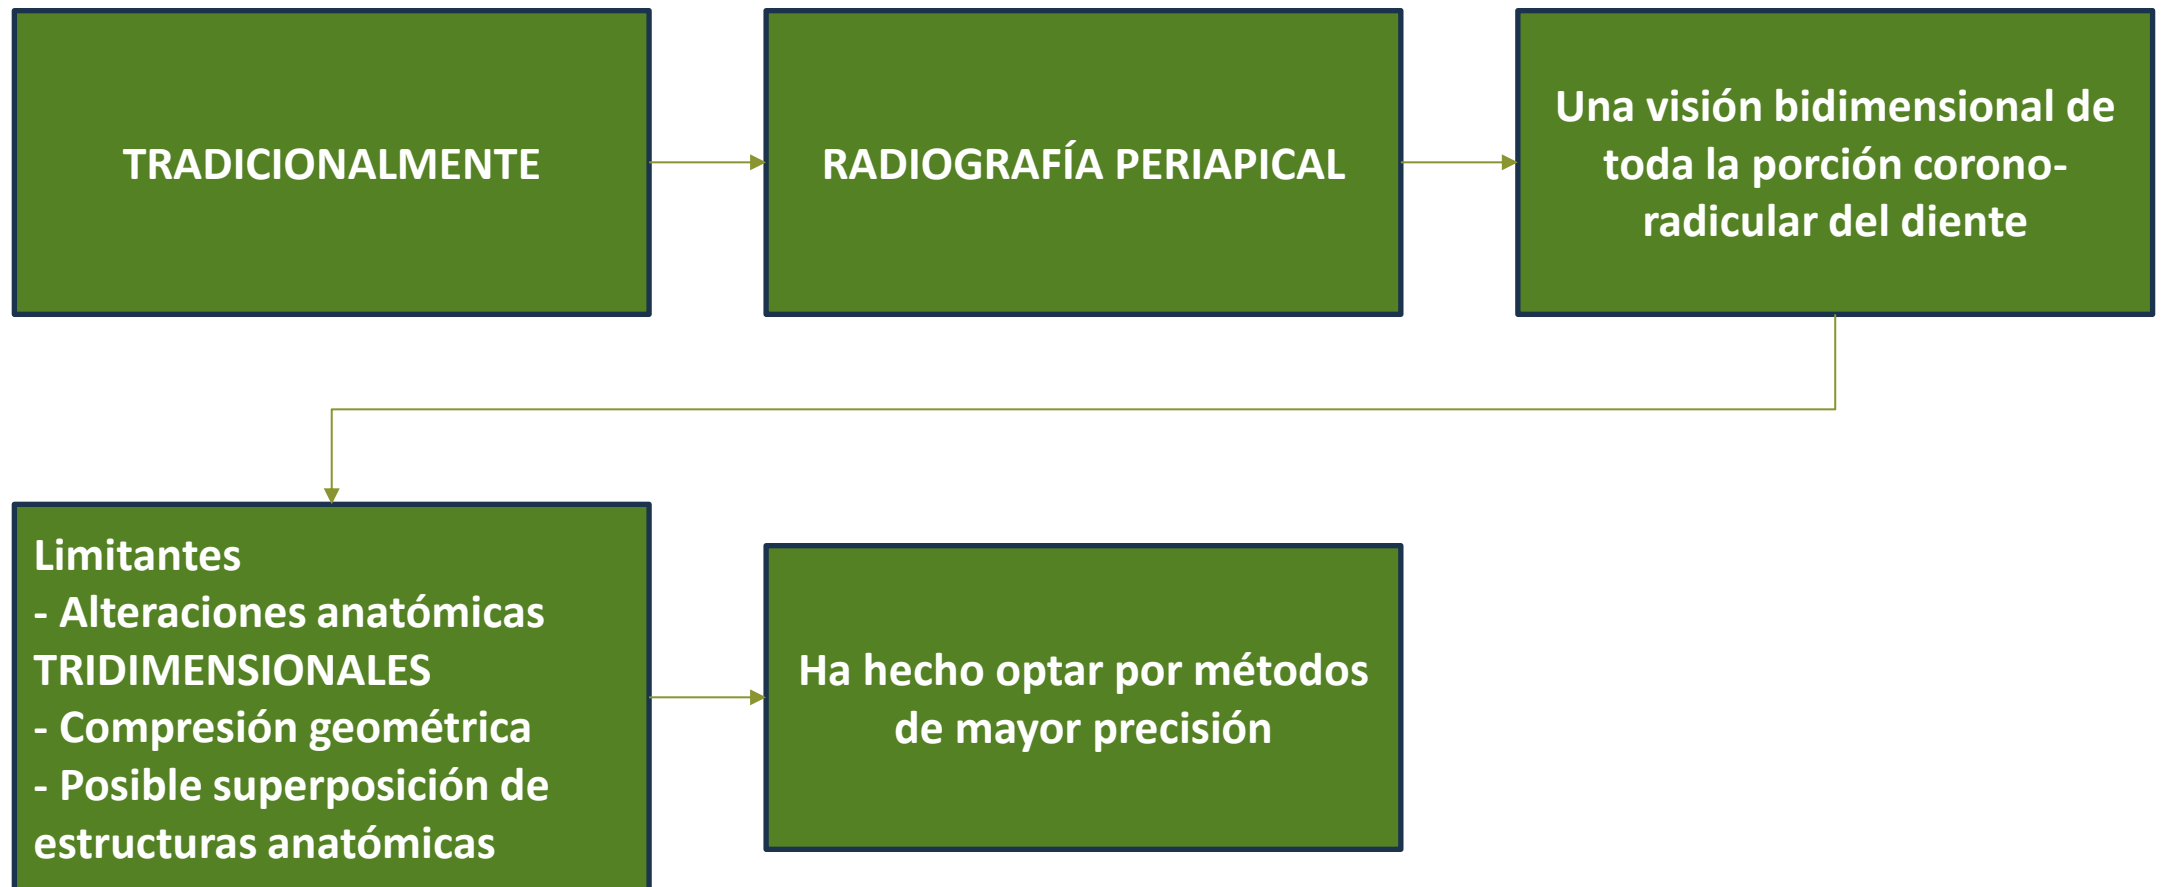 TRADICIONALMENTE
RADIOGRAFÍA PERIAPICAL
Una visión bidimensional de
toda la porción corono-
radicular del diente
Limitantes
- Alteraciones anatómicas
TRIDIMENSIONALES
- Compresión geométrica
- Posible superposición de
estructuras anatómicas
Ha hecho optar por métodos
de mayor precisión